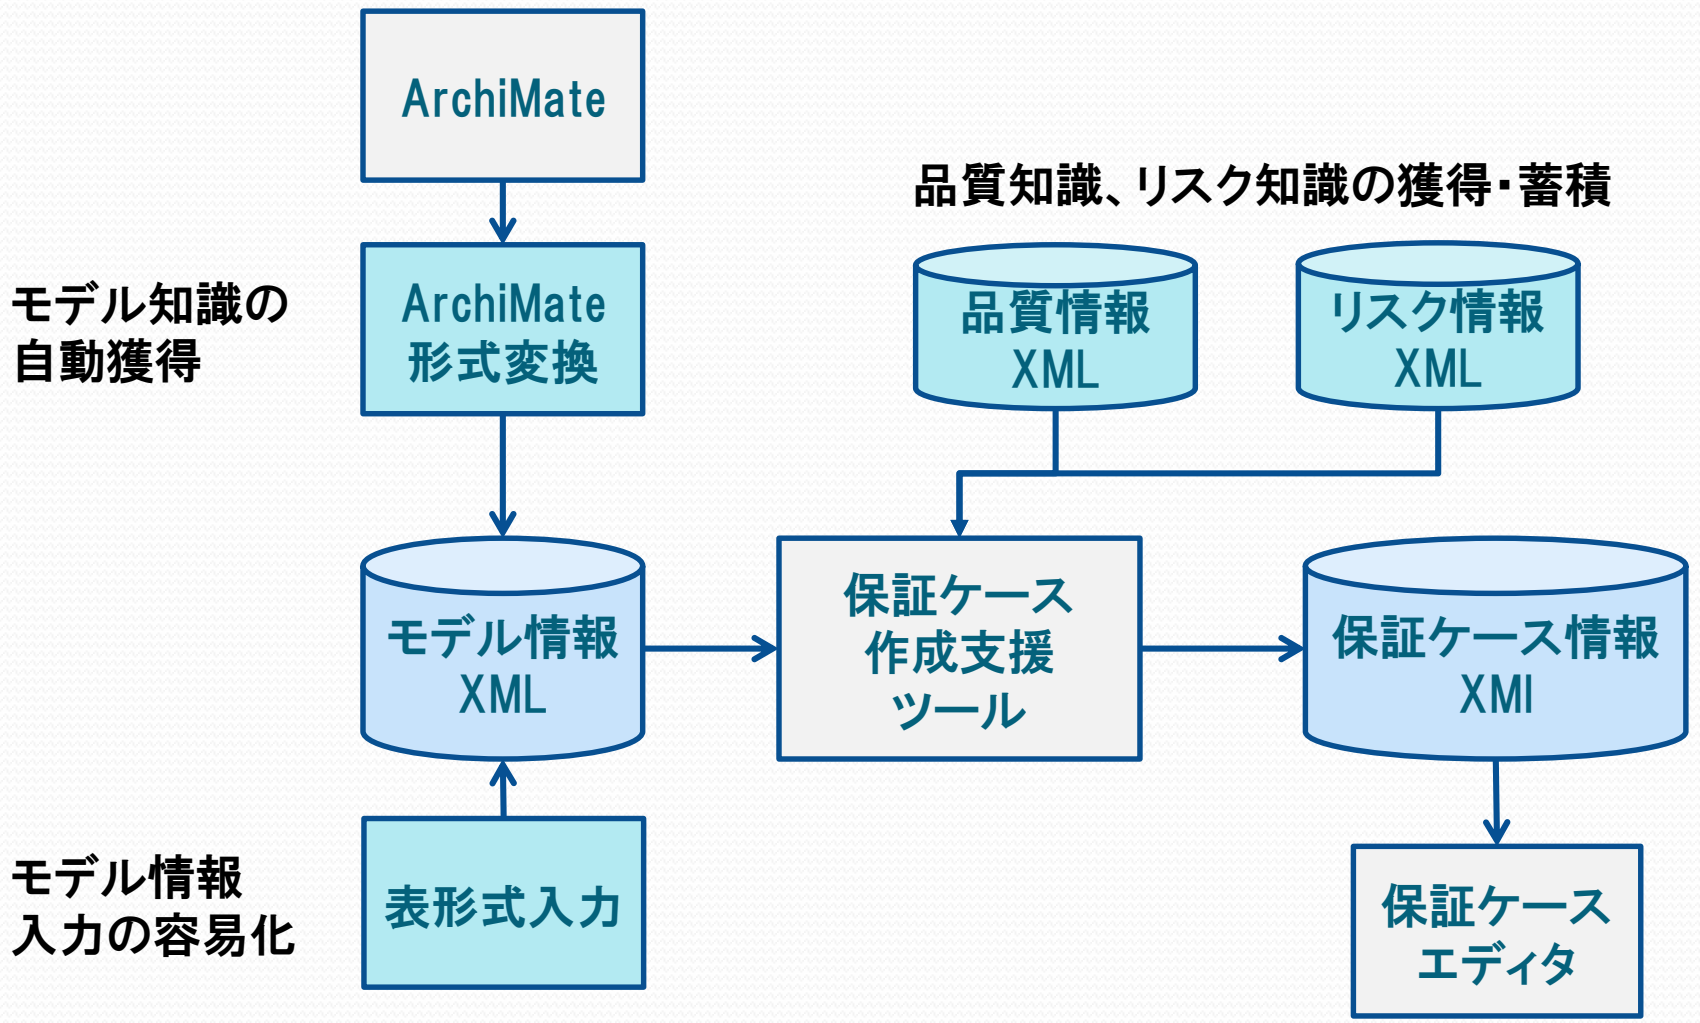 ArchiMate
品質知識、リスク知識の獲得・蓄積
モデル知識の
自動獲得
ArchiMate
形式変換
品質情報
XML
リスク情報
XML
モデル情報
XML
保証ケース
作成支援
ツール
保証ケース情報
XMI
モデル情報
入力の容易化
表形式入力
保証ケース
エディタ